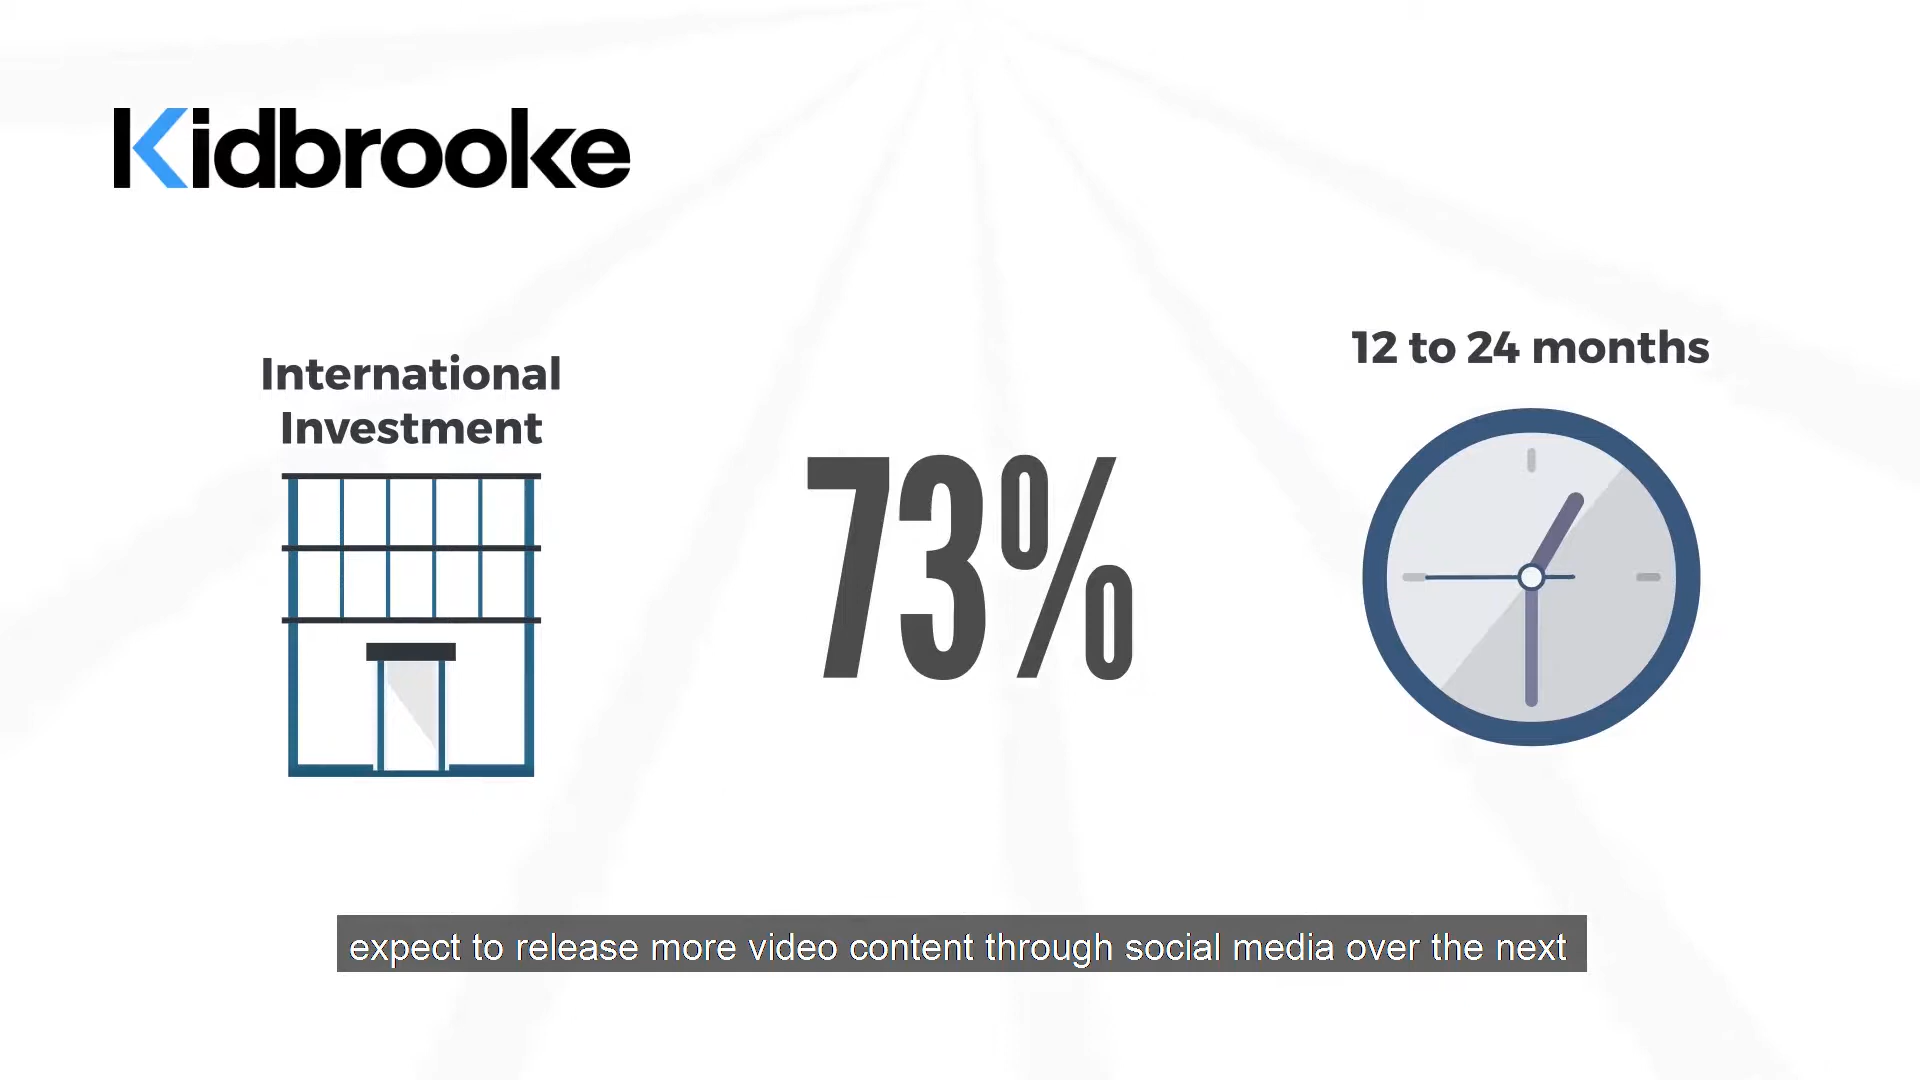 Kidbrooke
International
Investment
73%
12 to 24 months
expect to release more video content through social media over the next